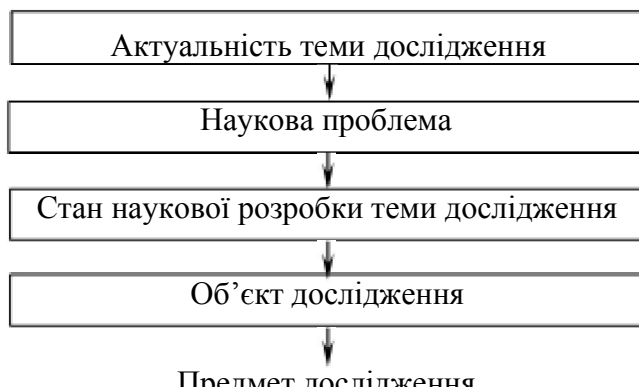 Актуальність теми дослідження
Наукова проблема
Стан наукової розробки теми дослідження
Об’єкт дослідження
Предмет дослідження